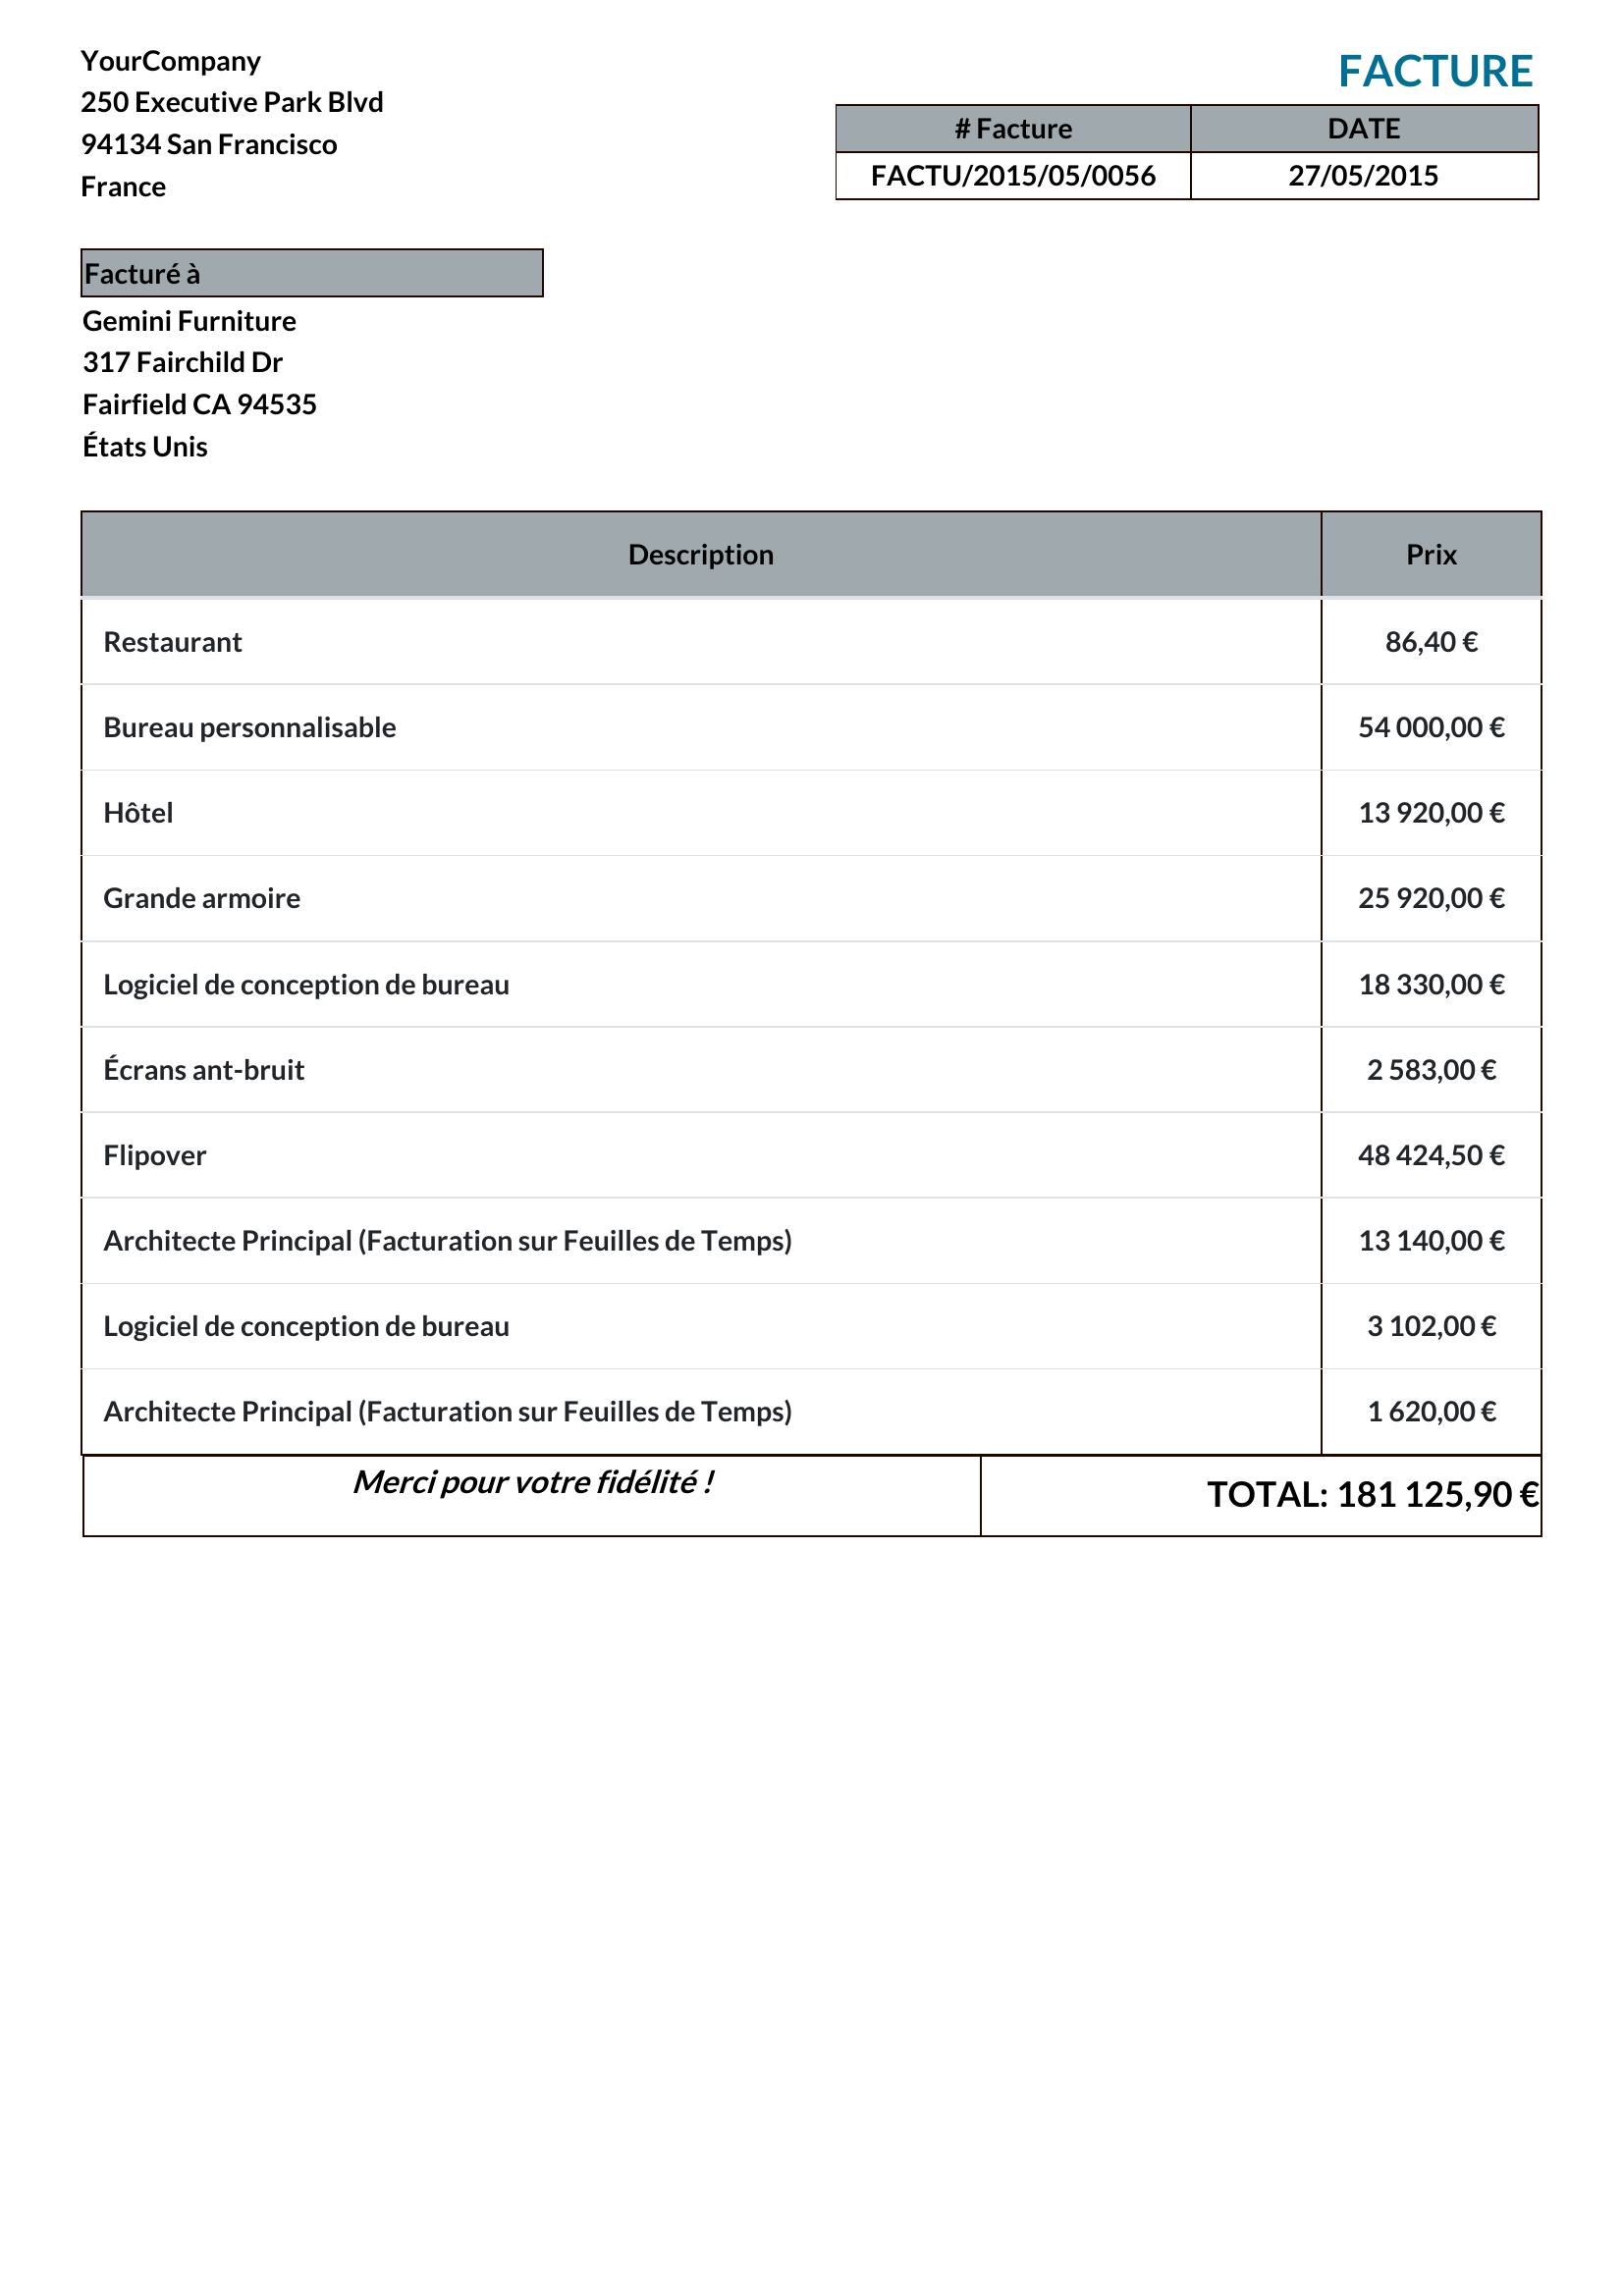 YourCompany
250 Executive Park Blvd
94134 San Francisco
France
FACTURE
# Facture DATE
FACTU/2015/05/0056 27/05/2015
Facturé à
Gemini Furniture
317 Fairchild Dr
Fairfield CA 94535
États Unis
Description Prix
Restaurant 86,40 €
Bureau personnalisable 54 000,00 €
Hôtel 13 920,00 €
Grande armoire 25 920,00 €
Logiciel de conception de bureau 18 330,00 €
Écrans ant-bruit 2 583,00 €
Flipover 48 424,50 €
Architecte Principal (Facturation sur Feuilles de Temps) 13 140,00 €
Logiciel de conception de bureau 3 102,00 €
Architecte Principal (Facturation sur Feuilles de Temps) 1 620,00 €
Merci pour votre fidélité ! TOTAL: 181 125,90 €